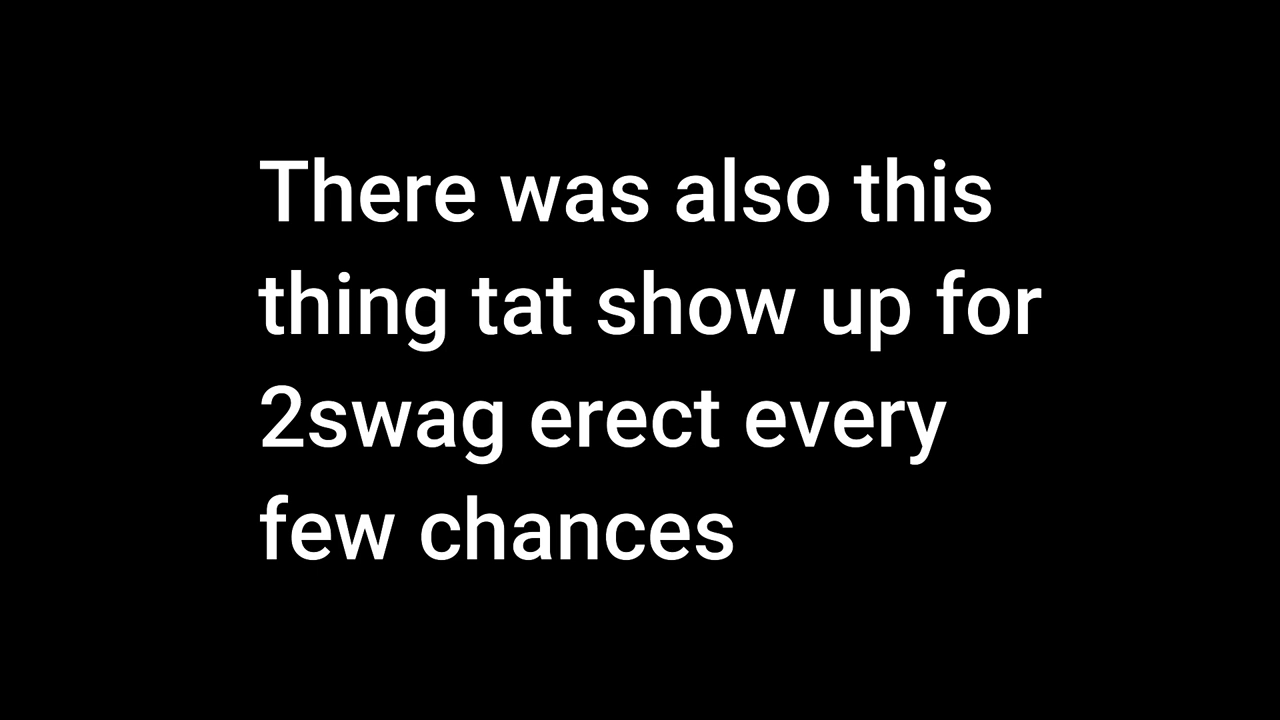 There was also this
thing tat show up for
2swag erect every
few chances